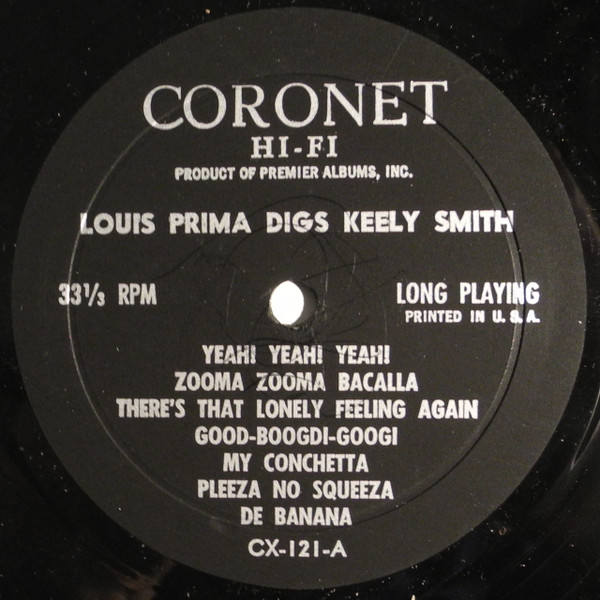 CORONET
HI-FI
PRODUCT OF PREMIER ALBUMS, INC.
LOUIS PRIMA DIGS KEELY SMITH
33⅓ RPM
LONG PLAYING
PRINTED IN U. S. A.
YEAH! YEAH! YEAH!
ZOOMA ZOOMA BACALLA
THERE'S THAT LONELY FEELING AGAIN
GOOD-BOOGDI-GOOGI
MY CONCHETTA
PLEEZA NO SQUEEZA
DE BANANA
CX-121-A